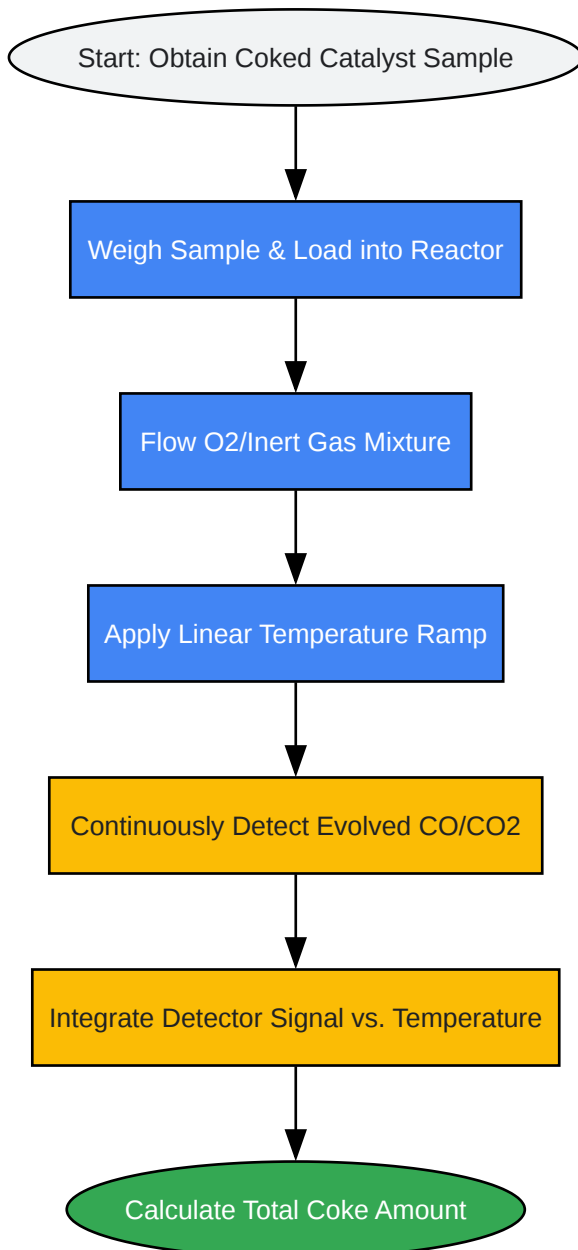 Start: Obtain Coked Catalyst Sample
Weigh Sample & Load into Reactor
Flow O2/Inert Gas Mixture
Apply Linear Temperature Ramp
Continuously Detect Evolved CO/CO2
Integrate Detector Signal vs. Temperature
Calculate Total Coke Amount